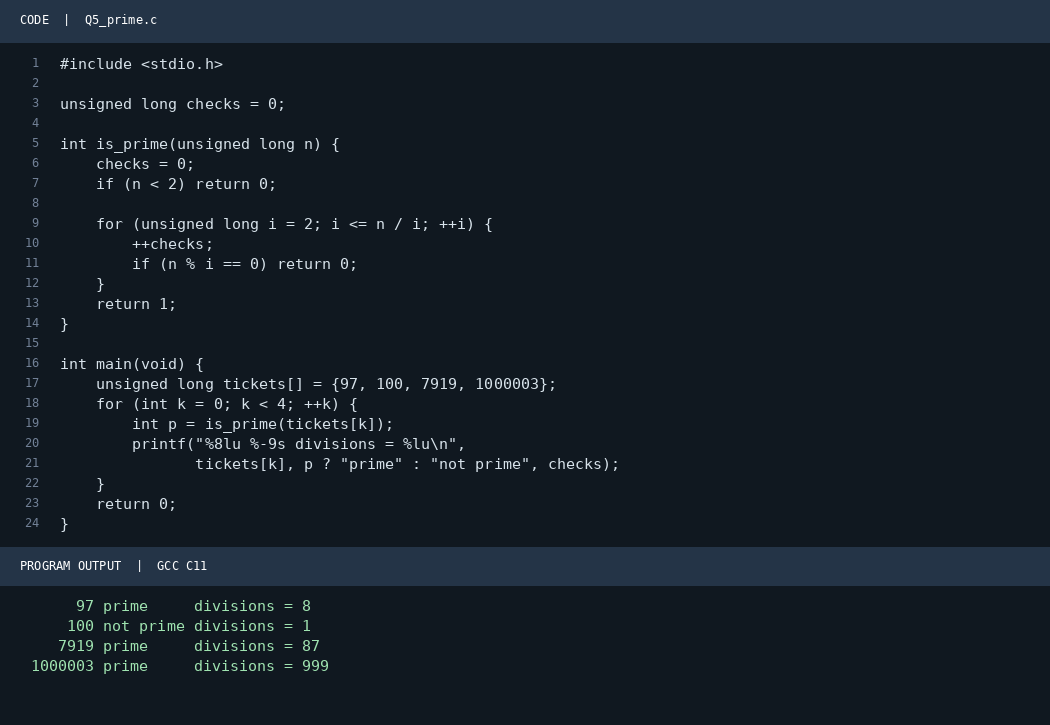 CODE  |  Q5_prime.c
1 #include <stdio.h>
2
3 unsigned long checks = 0;
4
5 int is_prime(unsigned long n) {
6     checks = 0;
7     if (n < 2) return 0;
8
9     for (unsigned long i = 2; i <= n / i; ++i) {
10         ++checks;
11         if (n % i == 0) return 0;
12     }
13     return 1;
14 }
15
16 int main(void) {
17     unsigned long tickets[] = {97, 100, 7919, 1000003};
18     for (int k = 0; k < 4; ++k) {
19         int p = is_prime(tickets[k]);
20         printf("%8lu %-9s divisions = %lu\n",
21                tickets[k], p ? "prime" : "not prime", checks);
22     }
23     return 0;
24 }
PROGRAM OUTPUT  |  GCC C11
     97 prime     divisions = 8
    100 not prime divisions = 1
   7919 prime     divisions = 87
1000003 prime     divisions = 999